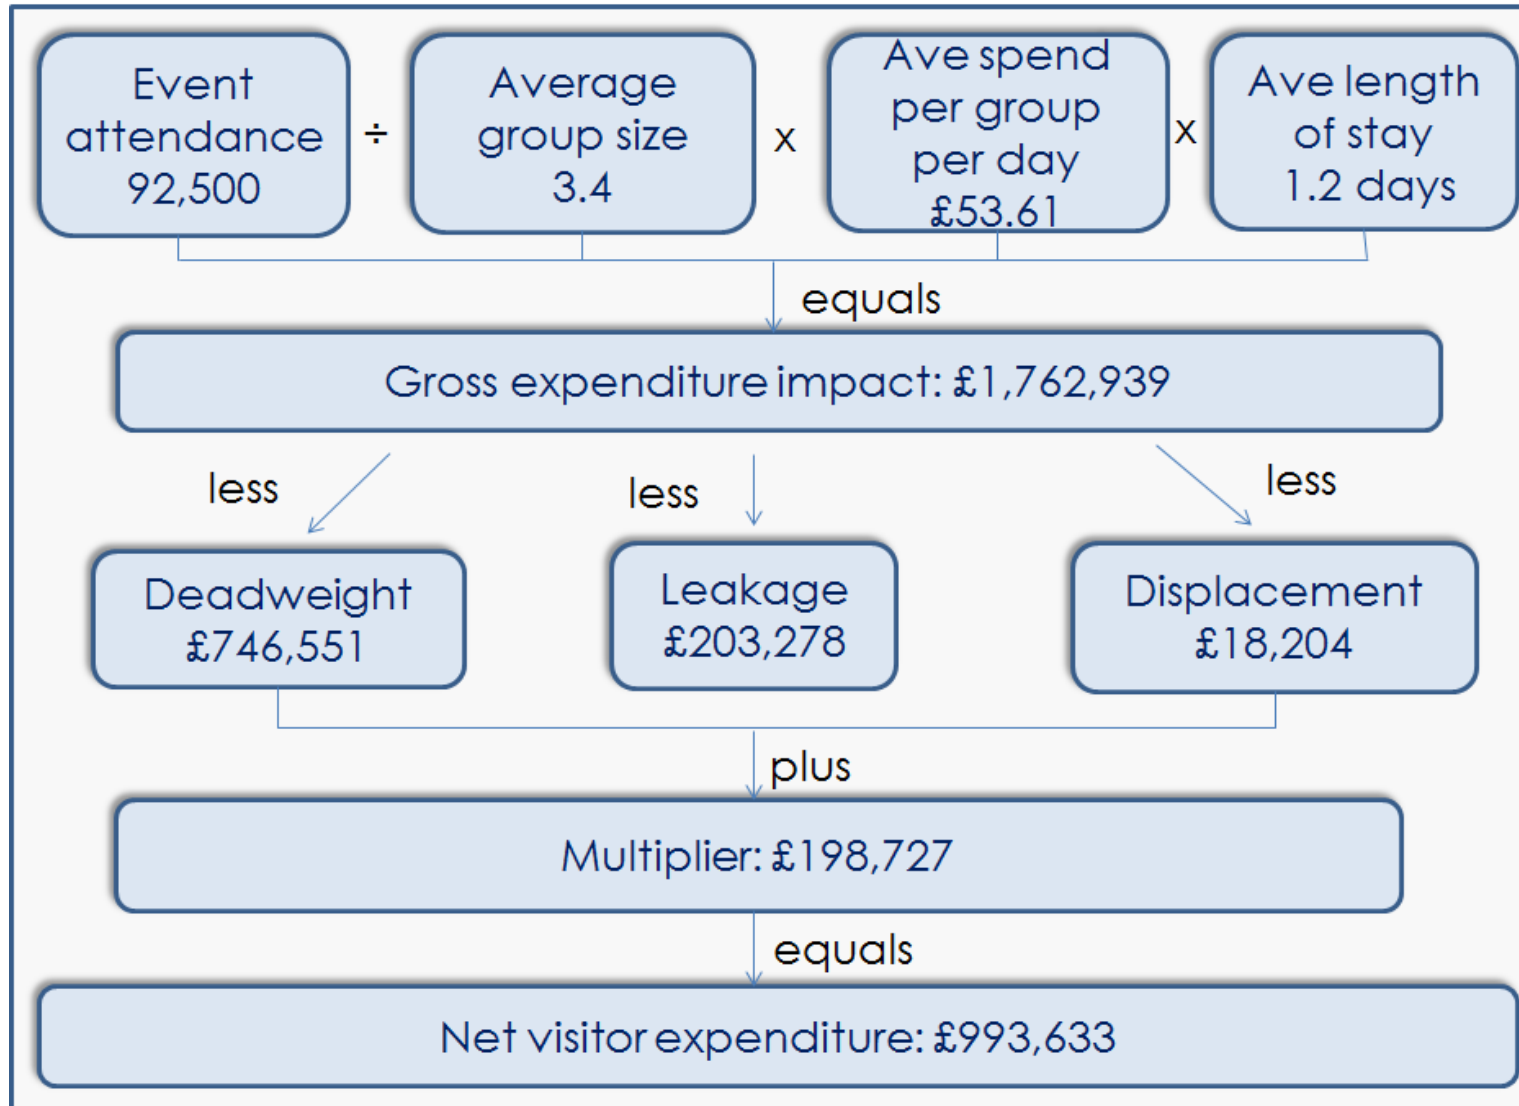 Event
attendance
92,500
÷
Average
group size
3.4
x
Ave spend
per group
per day
£53.61
x
Ave length
of stay
1.2 days
equals
Gross expenditure impact: £1,762,939
less
less
less
Deadweight
£746,551
Leakage
£203,278
Displacement
£18,204
plus
Multiplier: £198,727
equals
Net visitor expenditure: £993,633